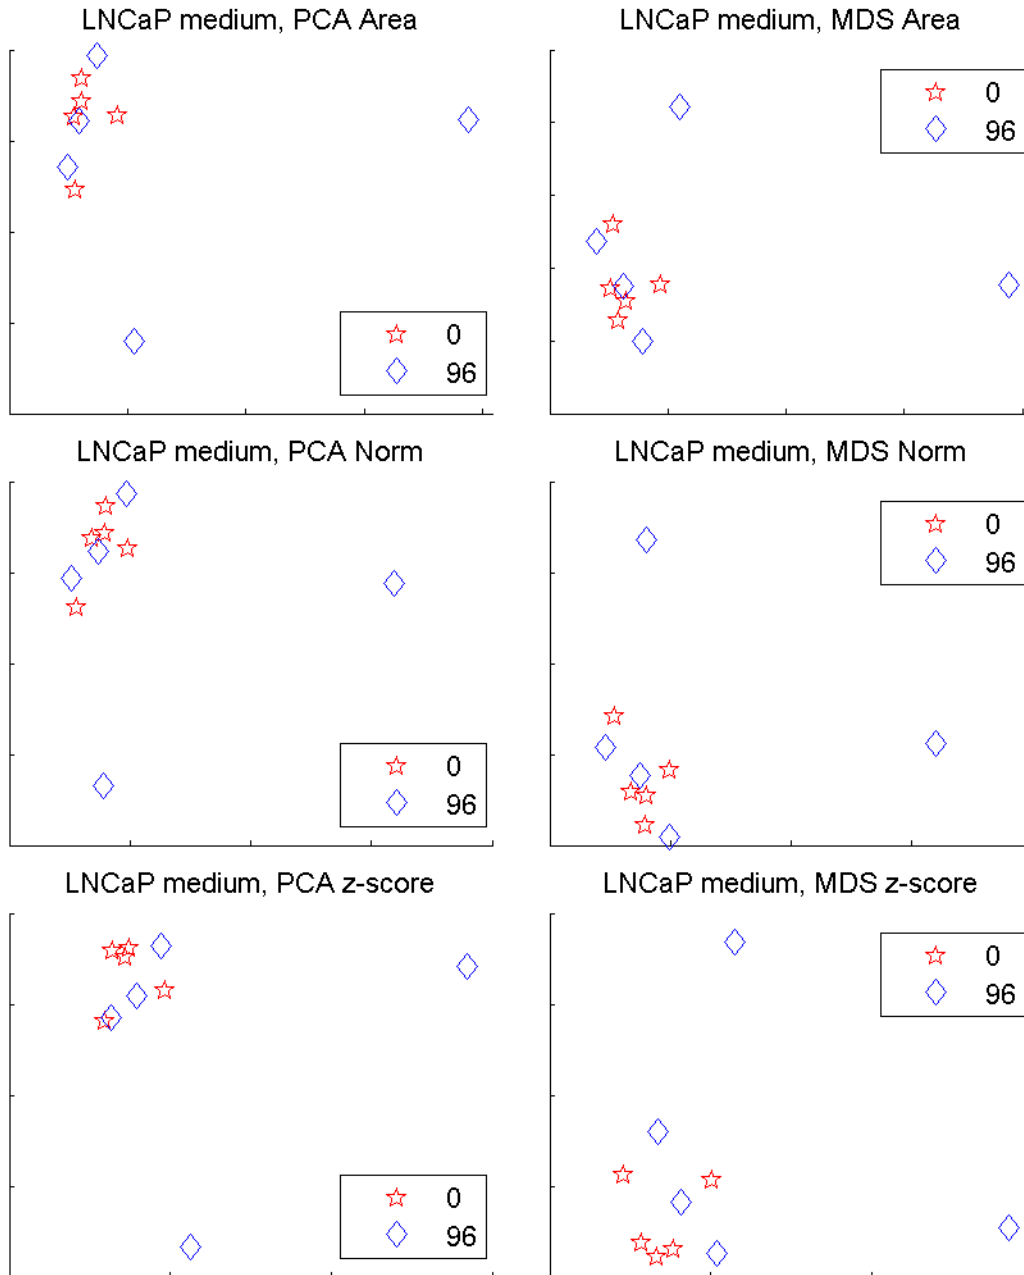 LNCaP medium, PCA Area
0
96
LNCaP medium, MDS Area
0
96
LNCaP medium, PCA Norm
0
96
LNCaP medium, MDS Norm
0
96
LNCaP medium, PCA z-score
0
96
LNCaP medium, MDS z-score
0
96